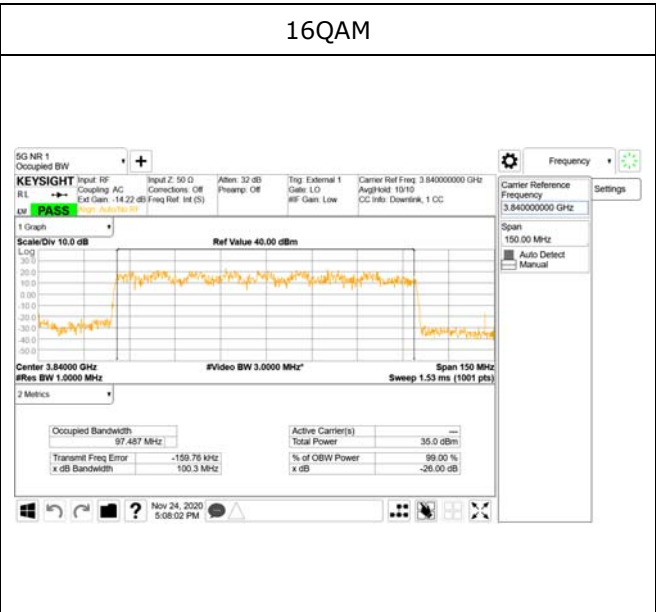 16QAM
5G NR 1
Occupied BW
Frequency
KEYSIGHT Input: RF Input Z: 50 Ω Atten: 32 dB Trig: External 1 Carrier Ref Freq: 3.840000000 GHz
RL Coupling: AC Corrections: Off Preamp: Off Gate: LO Avg|Hold: 10/10
Ext Gain: -14.22 dB Freq Ref: Int (S) #IF Gain: Low CC Info: Downlink, 1 CC
PASS Align: Auto/No RF
Carrier Reference
Frequency
3.840000000 GHz
Settings
Span
150.00 MHz
Auto Detect
Manual
1 Graph
Scale/Div 10.0 dB Ref Value 40.00 dBm
Log
30.0
20.0
10.0
0.00
-10.0
-20.0
-30.0
-40.0
-50.0
Center 3.84000 GHz #Video BW 3.0000 MHz* Span 150 MHz
#Res BW 1.0000 MHz Sweep 1.53 ms (1001 pts)
2 Metrics
Occupied Bandwidth Active Carrier(s) ---
97.487 MHz Total Power 35.0 dBm
Transmit Freq Error -159.76 kHz % of OBW Power 99.00 %
x dB Bandwidth 100.3 MHz x dB -26.00 dB
? Nov 24, 2020
5:08:02 PM